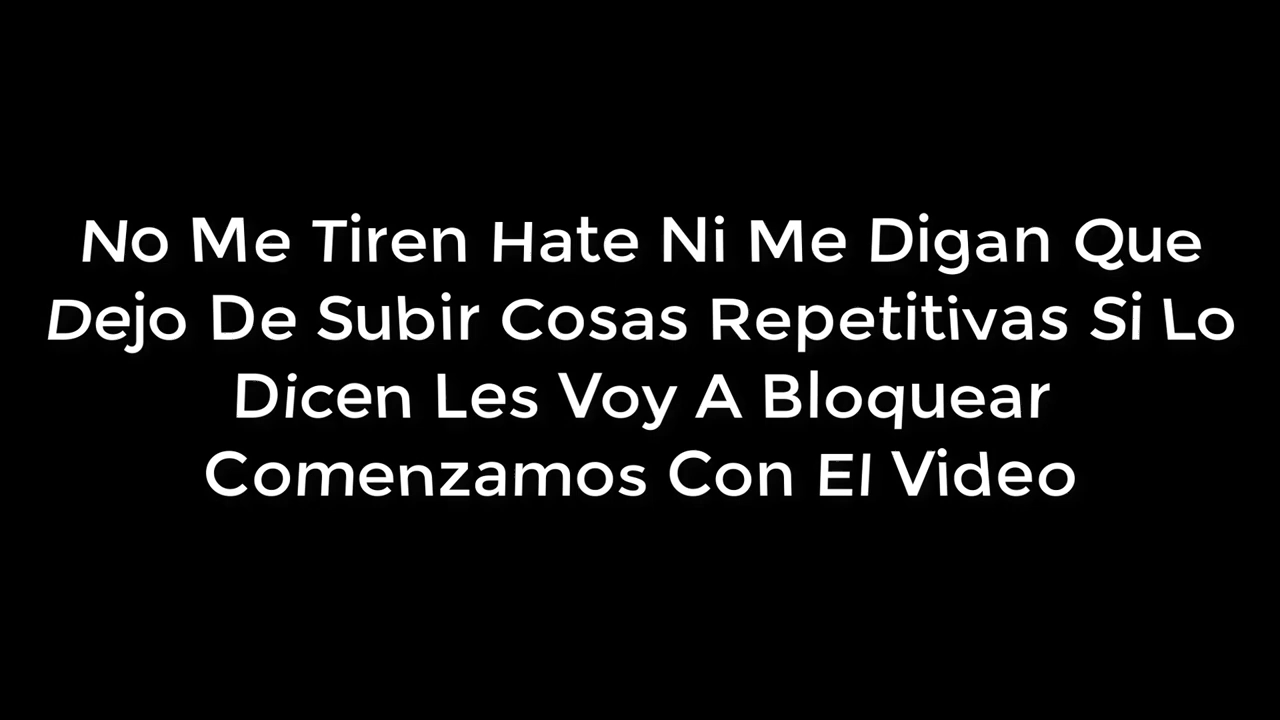 No Me Tiren Hate Ni Me Digan Que
Dejo De Subir Cosas Repetitivas Si Lo
Dicen Les Voy A Bloquear
Comenzamos Con El Video